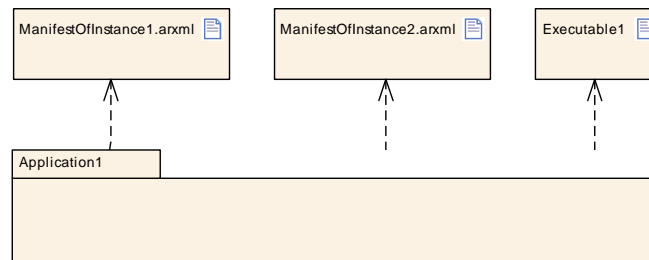 ManifestOfInstance1.arxml
ManifestOfInstance2.arxml
Executable1
Application1